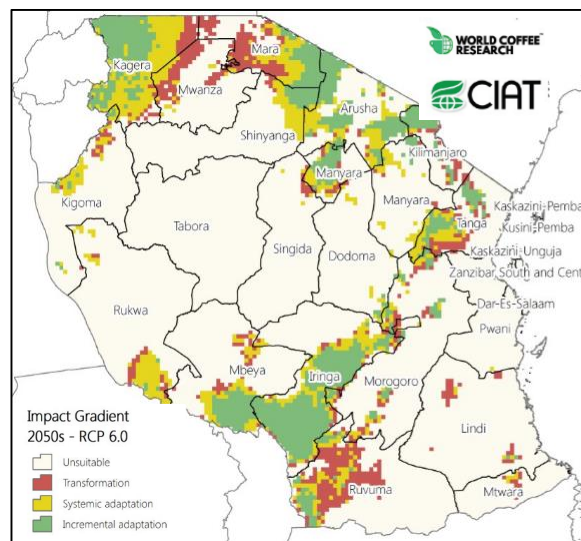 WORLD COFFEE
RESEARCH
CIAT
Kagera
Mara
Mwanza
Arusha
Shinyanga
Kilimanjaro
Manyara
Kigoma
Manyara
Tabora
Tanga
Kaskazini-Pemba
Kusini-Pemba
Singida
Dodoma
Kaskazini-Unguja
Zanzibar South and Cent
Rukwa
Dar-Es-Salaam
Pwani
Mbeya
Iringa
Morogoro
Lindi
Ruvuma
Mtwara
Impact Gradient
2050s - RCP 6.0
Unsuitable
Transformation
Systemic adaptation
Incremental adaptation